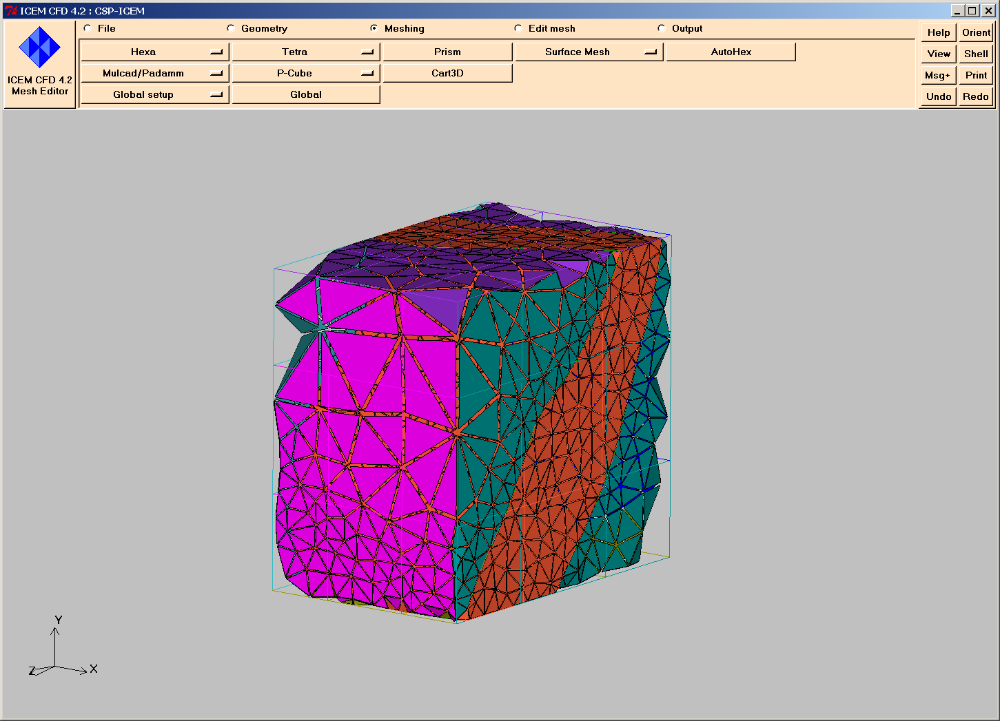 ICEM CFD 4.2 : CSP-ICEM
File Geometry Meshing Edit mesh Output
Hexa Tetra Prism Surface Mesh AutoHex
Mulcad/Padamm P-Cube Cart3D
Global setup Global
ICEM CFD 4.2
Mesh Editor
Help Orient
View Shell
Msg+ Print
Undo Redo
Y
Z X